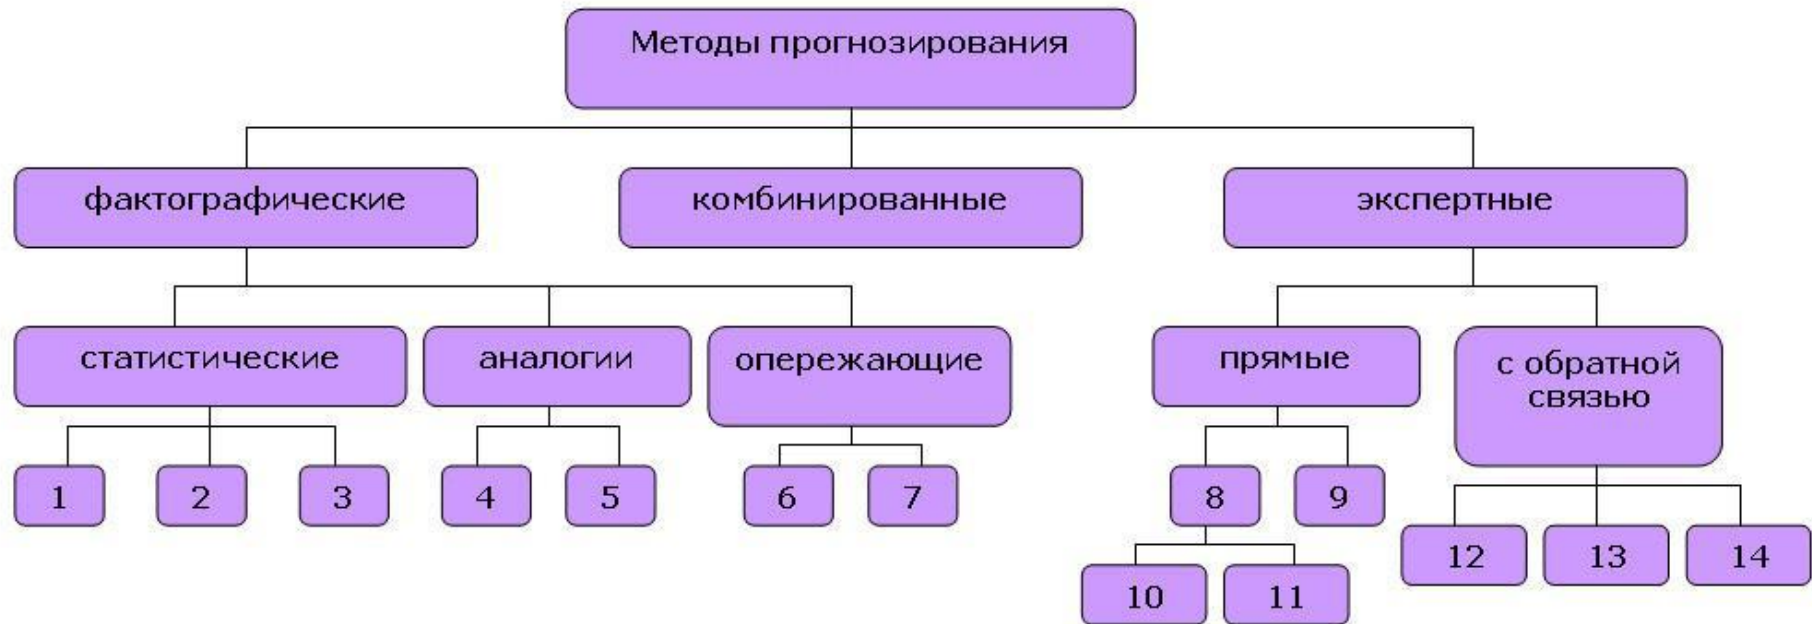 Методы прогнозирования
фактографические
комбинированные
экспертные
статистические
аналогии
опережающие
прямые
с обратной
связью
1
2
3
4
5
6
7
8
9
10
11
12
13
14